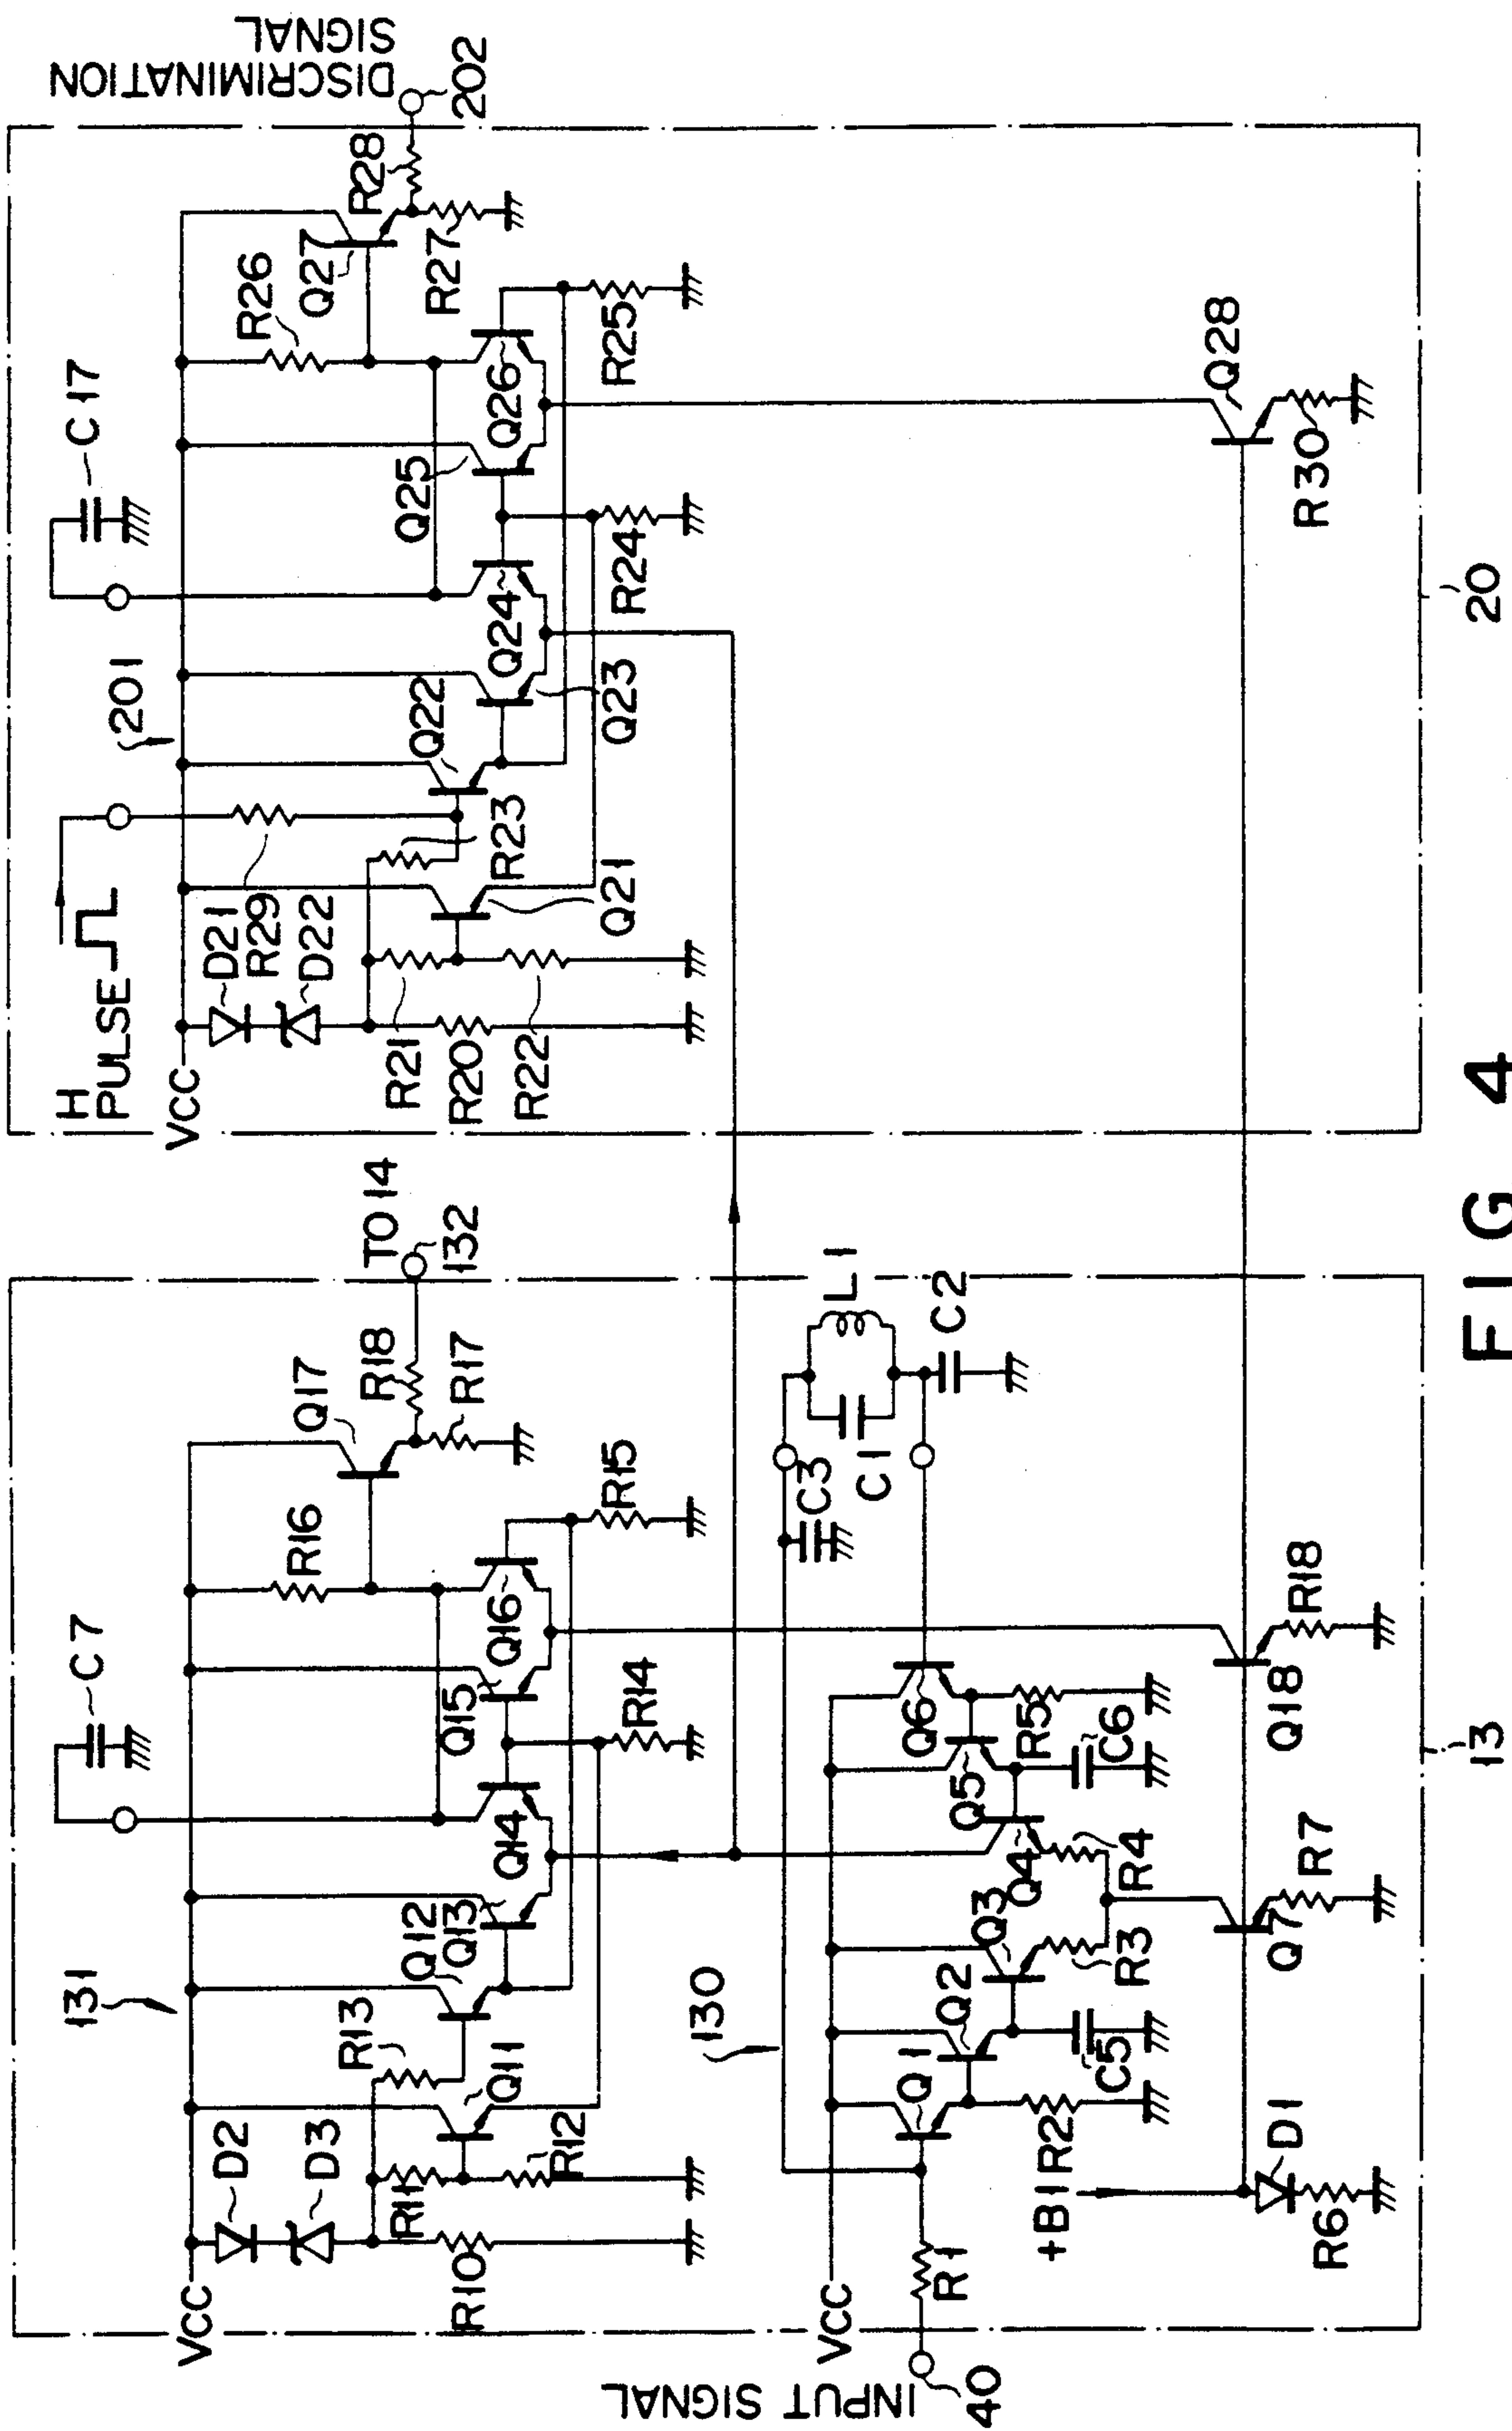 VCC
D2
D3
R11
R10
R12
R13
131
Q11
Q12
Q13
Q14
C7
Q15
Q16
R14
R15
R16
Q17
R18
R17
TO 14
132
INPUT SIGNAL
40
VCC
R1
130
Q1
R2
Q2
C5
Q3
R3
Q4
R4
Q5
Q6
R5
C6
C3
C1
L1
C2
+B1
D1
R6
Q7
R7
Q18
R18
13
H
PULSE
VCC
D21
R29
D22
R21
R20
R22
Q21
R23
Q22
201
Q23
Q24
R24
C17
Q25
Q26
R25
R26
Q27
R28
R27
DISCRIMINATION
SIGNAL
202
Q28
R30
20
FIG 4